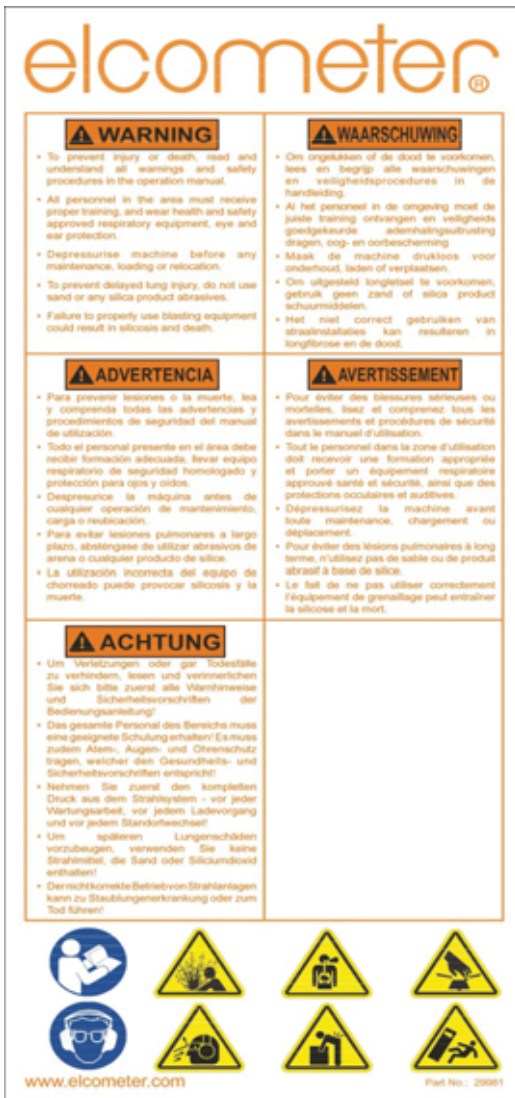 elcometer®
WARNING
• To prevent injury or death, read and
understand all warnings and safety
procedures in the operation manual.
• All personnel in the area must receive
proper training, and wear health and safety
approved respiratory equipment, eye and
ear protection.
• Depressurise machine before any
maintenance, loading or relocation.
• To prevent delayed lung injury, do not use
sand or any silica product abrasives.
• Failure to properly use blasting equipment
could result in silicosis and death.
WAARSCHUWING
• Om ongelukken of de dood te voorkomen,
lees en begrijp alle waarschuwingen
en veiligheidsprocedures in de
handleiding.
• Al het personeel in de omgeving moet de
juiste training ontvangen en veiligheids
goedgekeurde ademhalingsuitrusting
dragen, oog- en oorbescherming
• Maak de machine drukloos voor
onderhoud, laden of verplaatsen.
• Om uitgesteld longletsel te voorkomen,
gebruik geen zand of silica product
schuurmiddelen.
• Het niet correct gebruiken van
straalinstallaties kan resulteren in
longfibrose en de dood.
ADVERTENCIA
• Para prevenir lesiones o la muerte, lea
y comprenda todas las advertencias y
procedimientos de seguridad del manual
de utilización.
• Todo el personal presente en el área debe
recibir formación adecuada, llevar equipo
respiratorio de seguridad homologado y
protección para ojos y oídos.
• Despresurice la máquina antes de
cualquier operación de mantenimiento,
carga o reubicación.
• Para evitar lesiones pulmonares a largo
plazo, absténgase de utilizar abrasivos de
arena o cualquier producto de sílice.
• La utilización incorrecta del equipo de
chorreado puede provocar silicosis y la
muerte.
AVERTISSEMENT
• Pour éviter des blessures sérieuses ou
mortelles, lisez et comprenez tous les
avertissements et procédures de sécurité
dans le manuel d'utilisation.
• Tout le personnel dans la zone d'utilisation
doit recevoir une formation appropriée
et porter un équipement respiratoire
approuvé santé et sécurité, ainsi que des
protections occulaires et auditives.
• Dépressurisez la machine avant
toute maintenance, chargement ou
déplacement.
• Pour éviter des lésions pulmonaires à long
terme, n'utilisez pas de sable ou de produit
abrasif à base de silice.
• Le fait de ne pas utiliser correctement
l'équipement de grenaillage peut entraîner
la silicose et la mort.
ACHTUNG
• Um Verletzungen oder gar Todesfälle
zu verhindern, lesen und verinnerlichen
Sie sich bitte zuerst alle Warnhinweise
und Sicherheitsvorschriften der
Bedienungsanleitung!
• Das gesamte Personal des Bereichs muss
eine geeignete Schulung erhalten! Es muss
zudem Atem-, Augen- und Ohrenschutz
tragen, welcher den Gesundheits- und
Sicherheitsvorschriften entspricht!
• Nehmen Sie zuerst den kompletten
Druck aus dem Strahlsystem - vor jeder
Wartungsarbeit, vor jedem Ladevorgang
und vor jedem Standortwechsel!
• Um späteren Lungenschäden
vorzubeugen, verwenden Sie keine
Strahlmittel, die Sand oder Siliciumdioxid
enthalten!
• Der nicht korrekte Betrieb von Strahlanlagen
kann zu Staublungenerkrankung oder zum
Tod führen!
www.elcometer.com
Part No.: 29981